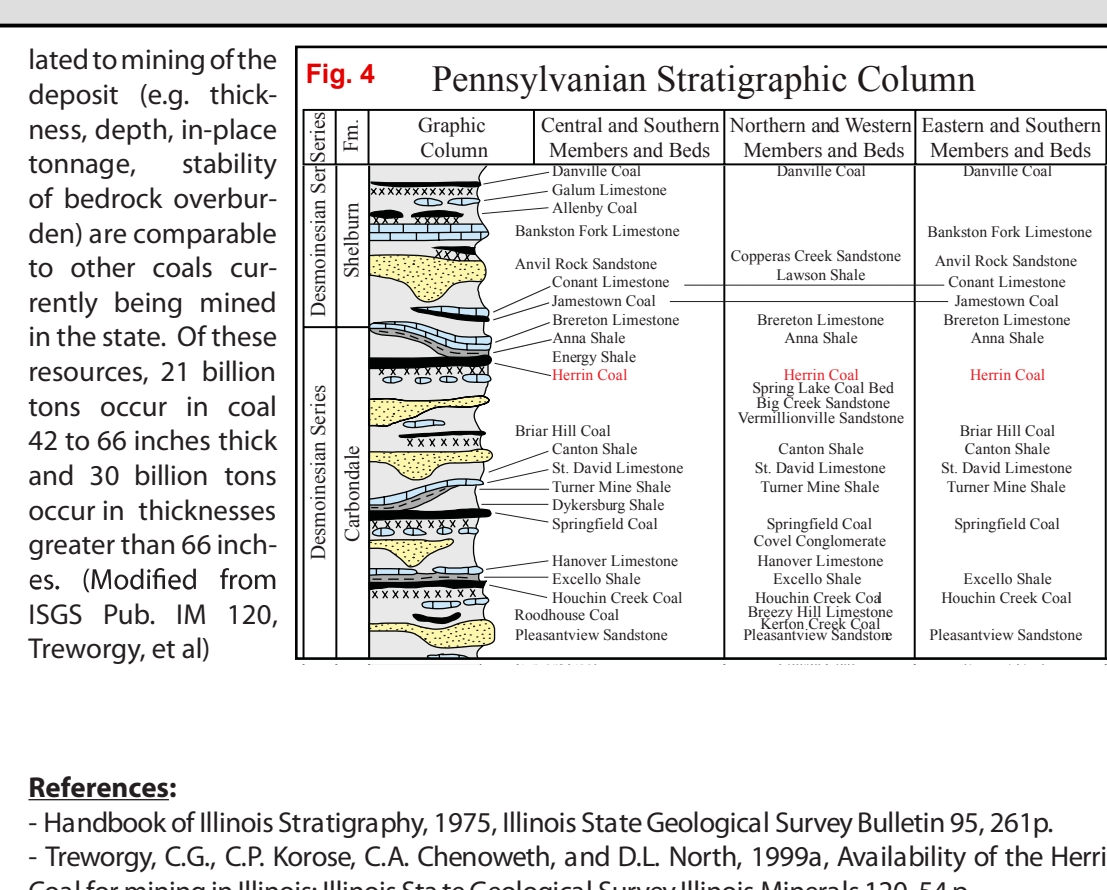 lated to mining of the
deposit (e.g. thick-
ness, depth, in-place
tonnage, stability
of bedrock overbur-
den) are comparable
to other coals cur-
rently being mined
in the state. Of these
resources, 21 billion
tons occur in coal
42 to 66 inches thick
and 30 billion tons
occur in thicknesses
greater than 66 inch-
es. (Modified from
ISGS Pub. IM 120,
Treworgy, et al)
Fig. 4
Pennsylvanian Stratigraphic Column
Series
Fm.
Graphic
Column
Central and Southern
Members and Beds
Northern and Western
Members and Beds
Eastern and Southern
Members and Beds
Desmoinesian Series
Shelburn
Desmoinesian Series
Carbondale
Danville Coal
Galum Limestone
Allenby Coal
Bankston Fork Limestone
Anvil Rock Sandstone
Conant Limestone
Jamestown Coal
Brereton Limestone
Anna Shale
Energy Shale
Herrin Coal
Briar Hill Coal
Canton Shale
St. David Limestone
Turner Mine Shale
Dykersburg Shale
Springfield Coal
Hanover Limestone
Excello Shale
Houchin Creek Coal
Roodhouse Coal
Pleasantview Sandstone
Danville Coal
Copperas Creek Sandstone
Lawson Shale
Brereton Limestone
Anna Shale
Herrin Coal
Spring Lake Coal Bed
Big Creek Sandstone
Vermillionville Sandstone
Canton Shale
St. David Limestone
Turner Mine Shale
Springfield Coal
Covel Conglomerate
Hanover Limestone
Excello Shale
Houchin Creek Coal
Breezy Hill Limestone
Kerton Creek Coal
Pleasantview Sandstone
Danville Coal
Bankston Fork Limestone
Anvil Rock Sandstone
Conant Limestone
Jamestown Coal
Brereton Limestone
Anna Shale
Herrin Coal
Briar Hill Coal
Canton Shale
St. David Limestone
Turner Mine Shale
Springfield Coal
Excello Shale
Houchin Creek Coal
Pleasantview Sandstone
References:
- Handbook of Illinois Stratigraphy, 1975, Illinois State Geological Survey Bulletin 95, 261p.
- Treworgy, C.G., C.P. Korose, C.A. Chenoweth, and D.L. North, 1999a, Availability of the Herri
Coal for mining in Illinois: Illinois State Geological Survey Illinois Minerals 120, 54 p.